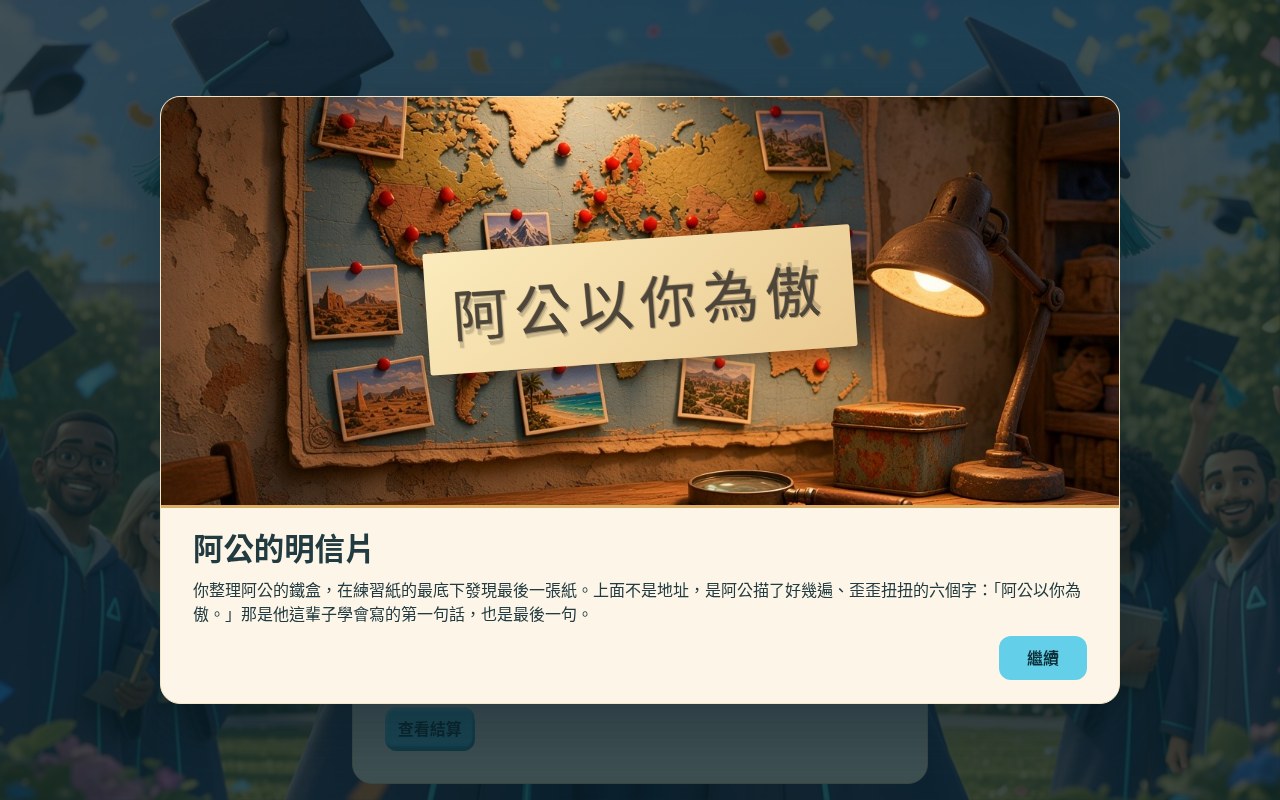 阿公以你為傲
阿公的明信片
你整理阿公的鐵盒，在練習紙的最底下發現最後一張紙。上面不是地址，是阿公描了好幾遍、歪歪扭扭的六個字：「阿公以你為
傲。」那是他這輩子學會寫的第一句話，也是最後一句。
繼續
查看結算